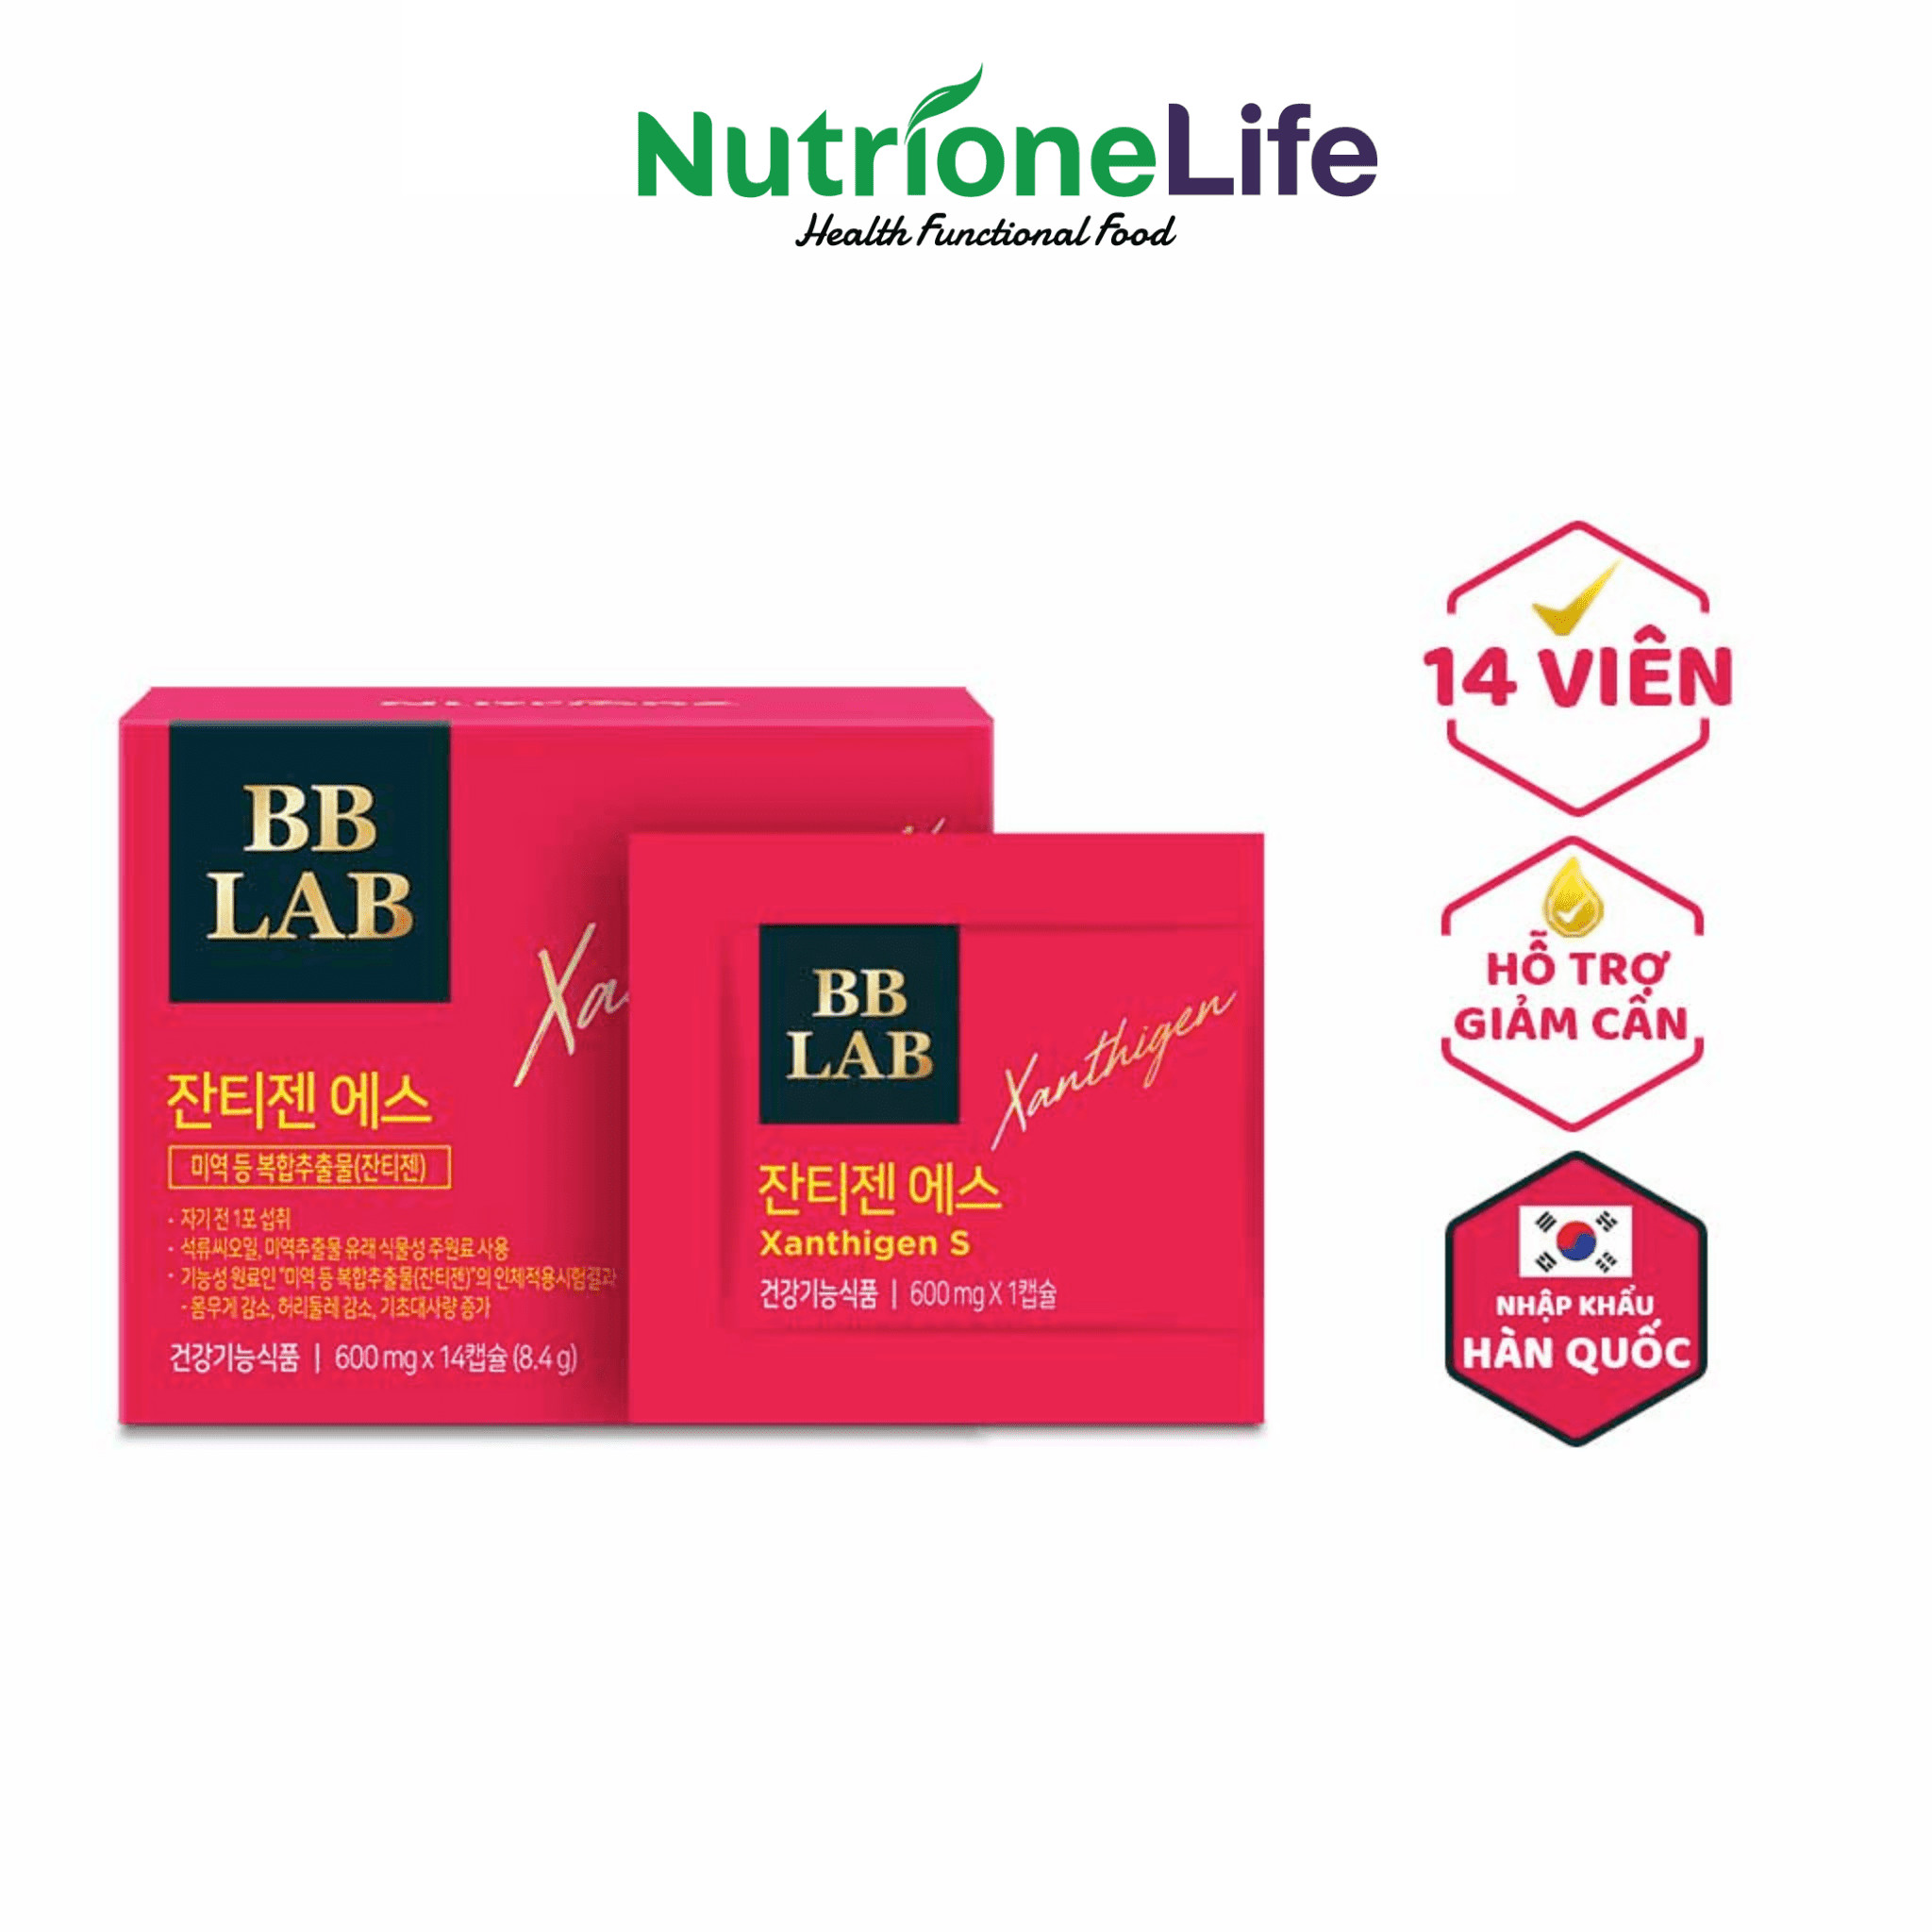 NutrioneLife
Health Functional Food
BB
LAB
잔티젠 에스
미역 등 복합추출물(잔티젠)
· 자기 전 1포 섭취
· 석류씨오일, 미역추출물 유래 식물성 주원료 사용
· 기능성 원료인 "미역 등 복합추출물(잔티젠)"의 인체적용시험결과
- 몸무게 감소, 허리둘레 감소, 기초대사량 증가
건강기능식품 | 600 mg x 14캡슐 (8.4 g)
BB
LAB
Xanthigen
잔티젠 에스
Xanthigen S
건강기능식품 | 600 mg X 1캡슐
14 VIÊN
HỖ TRỢ
GIẢM CÂN
NHẬP KHẨU
HÀN QUỐC